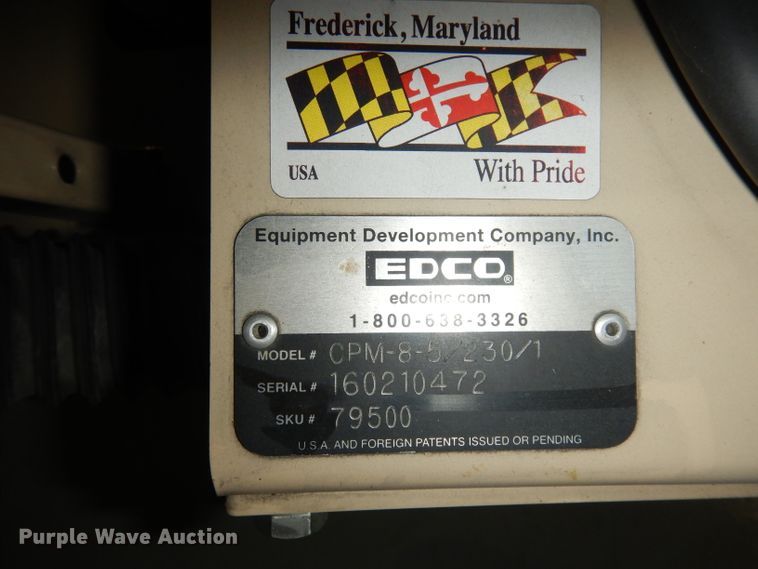 Frederick, Maryland
USA
With Pride
Equipment Development Company, Inc.
EDCO®
edcoinc.com
1-800-638-3326
MODEL # CPM-8-5/230/1
SERIAL # 160210472
SKU # 79500
U.S.A. AND FOREIGN PATENTS ISSUED OR PENDING
Purple Wave Auction